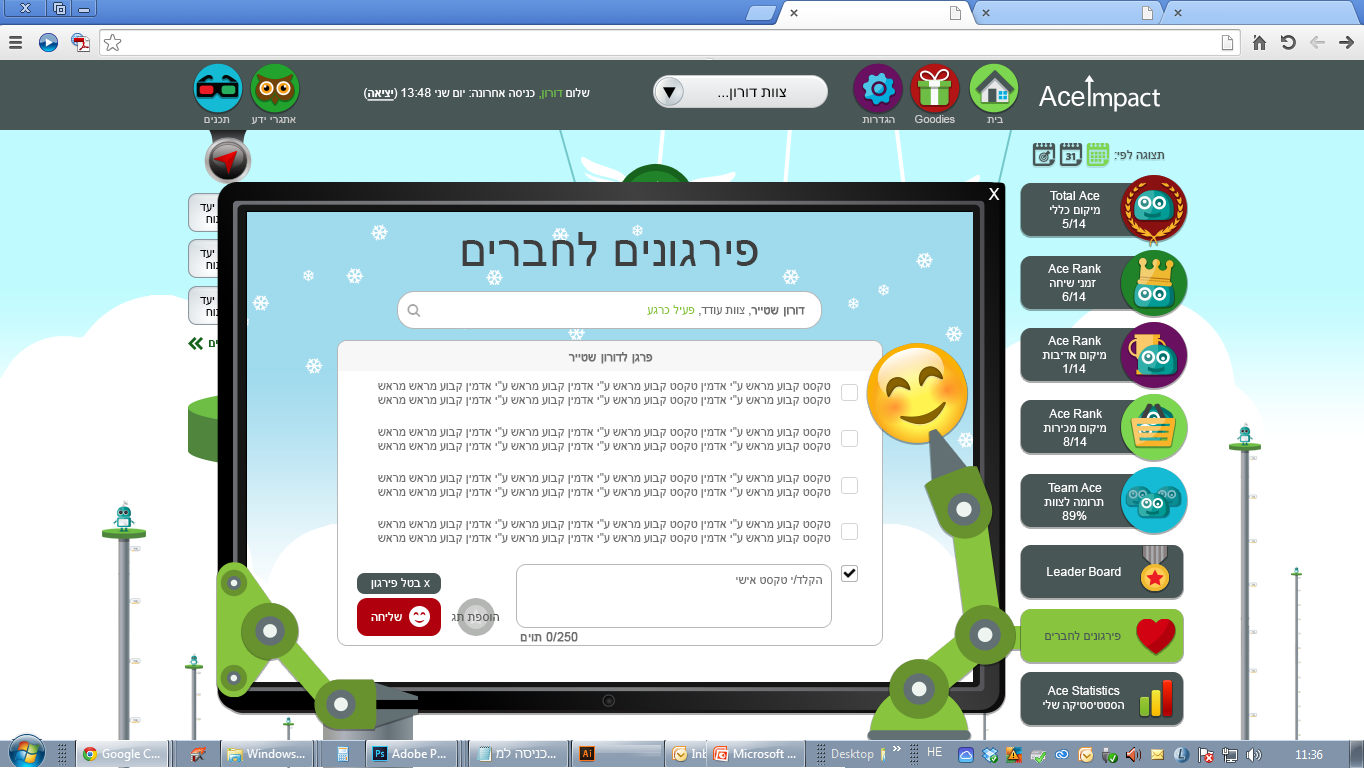 AceImpact
בית
Goodies
הגדרות
צוות דורון...
שלום דורון, כניסה אחרונה: יום שני 13:48 (יציאה)
אתגרי ידע
תכנים
תצוגה לפי:
31
Total Ace
מיקום כללי
5/14
Ace Rank
זמני שיחה
6/14
Ace Rank
מיקום אדיבות
1/14
Ace Rank
מיקום מכירות
8/14
Team Ace
תרומה לצוות
89%
Leader Board
פירגונים לחברים
Ace Statistics
הסטטיסטיקה שלי
X
פירגונים לחברים
דורון שטייר, צוות עודד, פעיל כרגע
פרגן לדורון שטייר
טקסט קבוע מראש ע"י אדמין טקסט קבוע מראש ע"י אדמין קבוע מראש מראש
טקסט קבוע מראש ע"י אדמין טקסט קבוע מראש ע"י אדמין קבוע מראש מראש
טקסט קבוע מראש ע"י אדמין טקסט קבוע מראש ע"י אדמין קבוע מראש מראש
טקסט קבוע מראש ע"י אדמין טקסט קבוע מראש ע"י אדמין קבוע מראש מראש
טקסט קבוע מראש ע"י אדמין טקסט קבוע מראש ע"י אדמין קבוע מראש מראש
טקסט קבוע מראש ע"י אדמין טקסט קבוע מראש ע"י אדמין קבוע מראש מראש
טקסט קבוע מראש ע"י אדמין טקסט קבוע מראש ע"י אדמין קבוע מראש מראש
טקסט קבוע מראש ע"י אדמין טקסט קבוע מראש ע"י אדמין קבוע מראש מראש
הקלד/י טקסט אישי
0/250 תוים
הוספת תג
x בטל פירגון
שליחה
יעד
יעד
יעד
Google C...
Windows...
Adobe P...
כניסה למ...
Inb
Microsoft ...
Desktop
HE
11:36